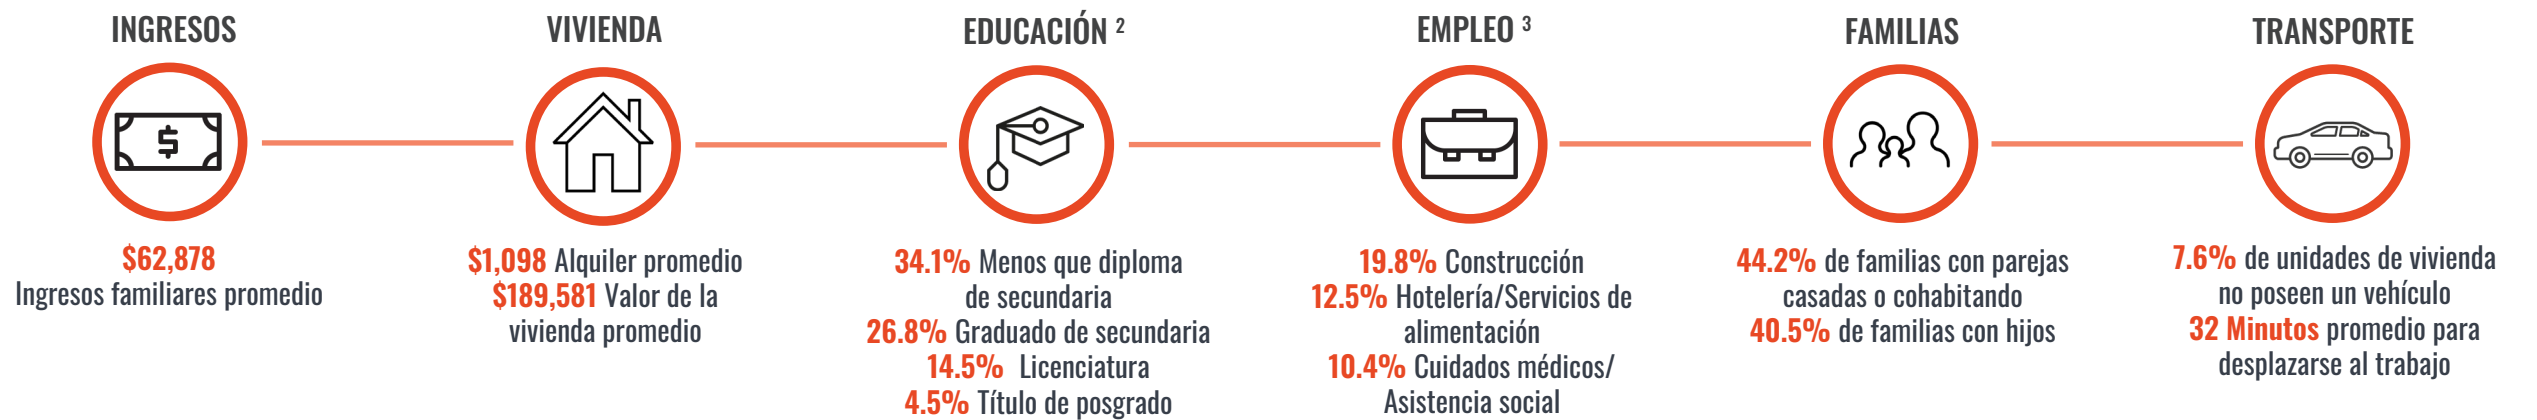 INGRESOS
$
$62,878
Ingresos familiares promedio
VIVIENDA
$1,098 Alquiler promedio
$189,581 Valor de la
vivienda promedio
EDUCACIÓN ²
34.1% Menos que diploma
de secundaria
26.8% Graduado de secundaria
14.5% Licenciatura
4.5% Título de posgrado
EMPLEO ³
19.8% Construcción
12.5% Hotelería/Servicios de
alimentación
10.4% Cuidados médicos/
Asistencia social
FAMILIAS
44.2% de familias con parejas
casadas o cohabitando
40.5% de familias con hijos
TRANSPORTE
7.6% de unidades de vivienda
no poseen un vehículo
32 Minutos promedio para
desplazarse al trabajo